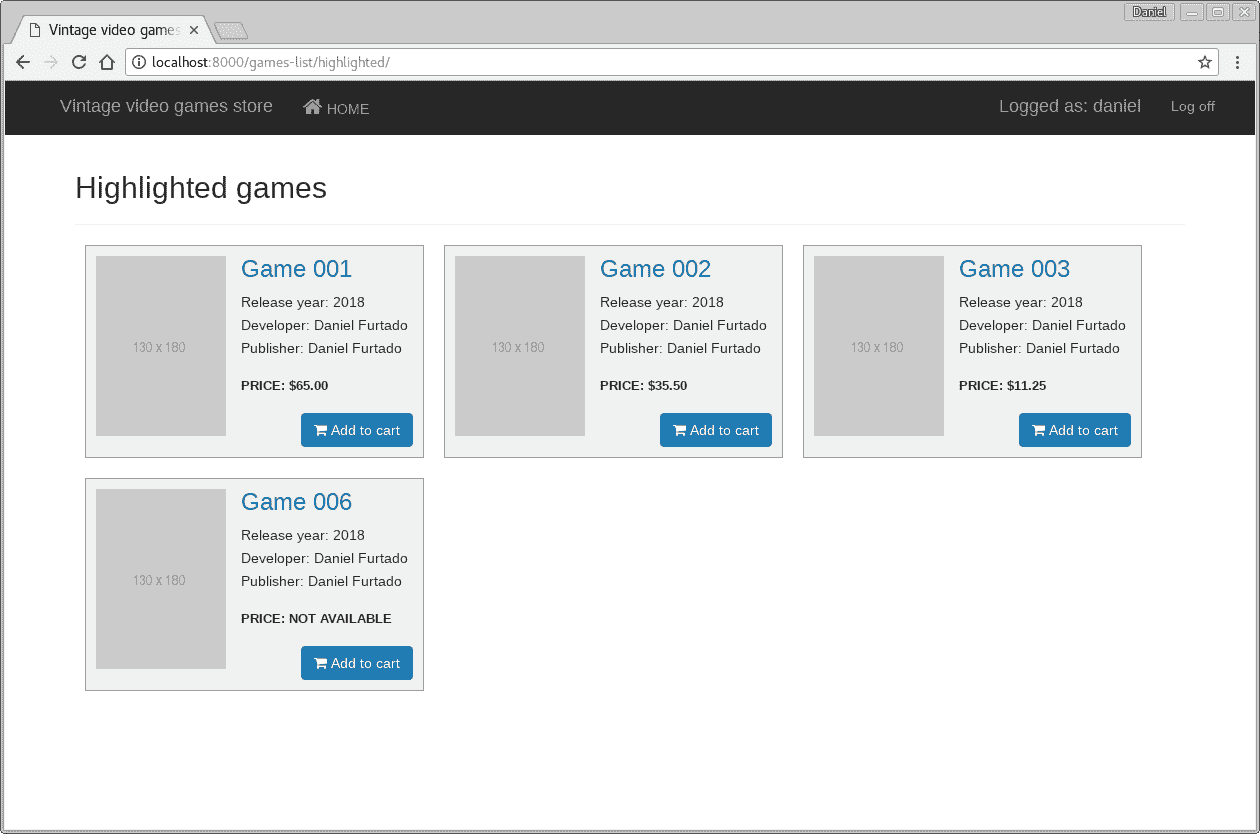 Daniel
Vintage video games
localhost:8000/games-list/highlighted/
Vintage video games store HOME Logged as: daniel Log off
Highlighted games
130 x 180
Game 001
Release year: 2018
Developer: Daniel Furtado
Publisher: Daniel Furtado
PRICE: $65.00
Add to cart
130 x 180
Game 002
Release year: 2018
Developer: Daniel Furtado
Publisher: Daniel Furtado
PRICE: $35.50
Add to cart
130 x 180
Game 003
Release year: 2018
Developer: Daniel Furtado
Publisher: Daniel Furtado
PRICE: $11.25
Add to cart
130 x 180
Game 006
Release year: 2018
Developer: Daniel Furtado
Publisher: Daniel Furtado
PRICE: NOT AVAILABLE
Add to cart